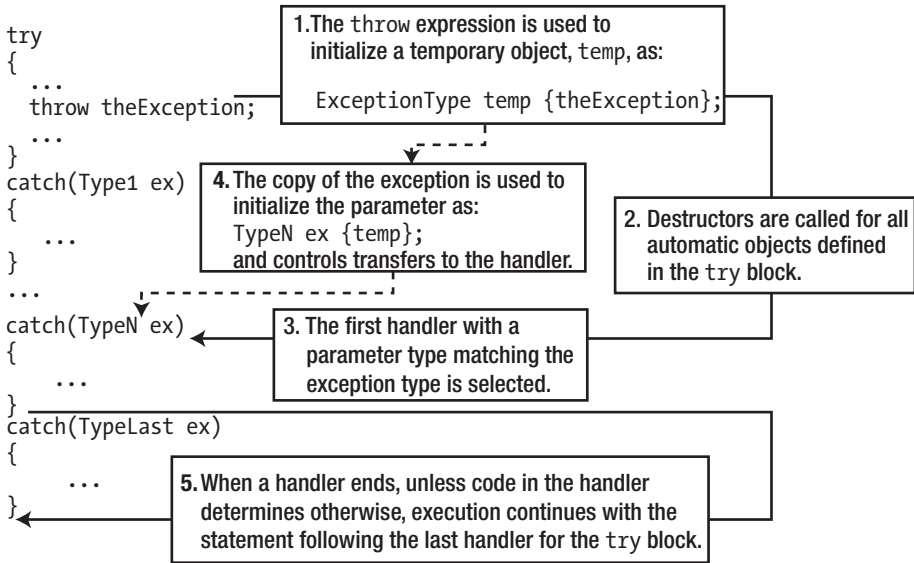 try
{
...
throw theException;
...
}
catch(Type1 ex)
{
...
}
...
catch(TypeN ex)
{
...
}
catch(TypeLast ex)
{
...
}
1.The throw expression is used to
initialize a temporary object, temp, as:
ExceptionType temp {theException};
2. Destructors are called for all
automatic objects defined
in the try block.
3. The first handler with a
parameter type matching the
exception type is selected.
4. The copy of the exception is used to
initialize the parameter as:
TypeN ex {temp};
and controls transfers to the handler.
5. When a handler ends, unless code in the handler
determines otherwise, execution continues with the
statement following the last handler for the try block.